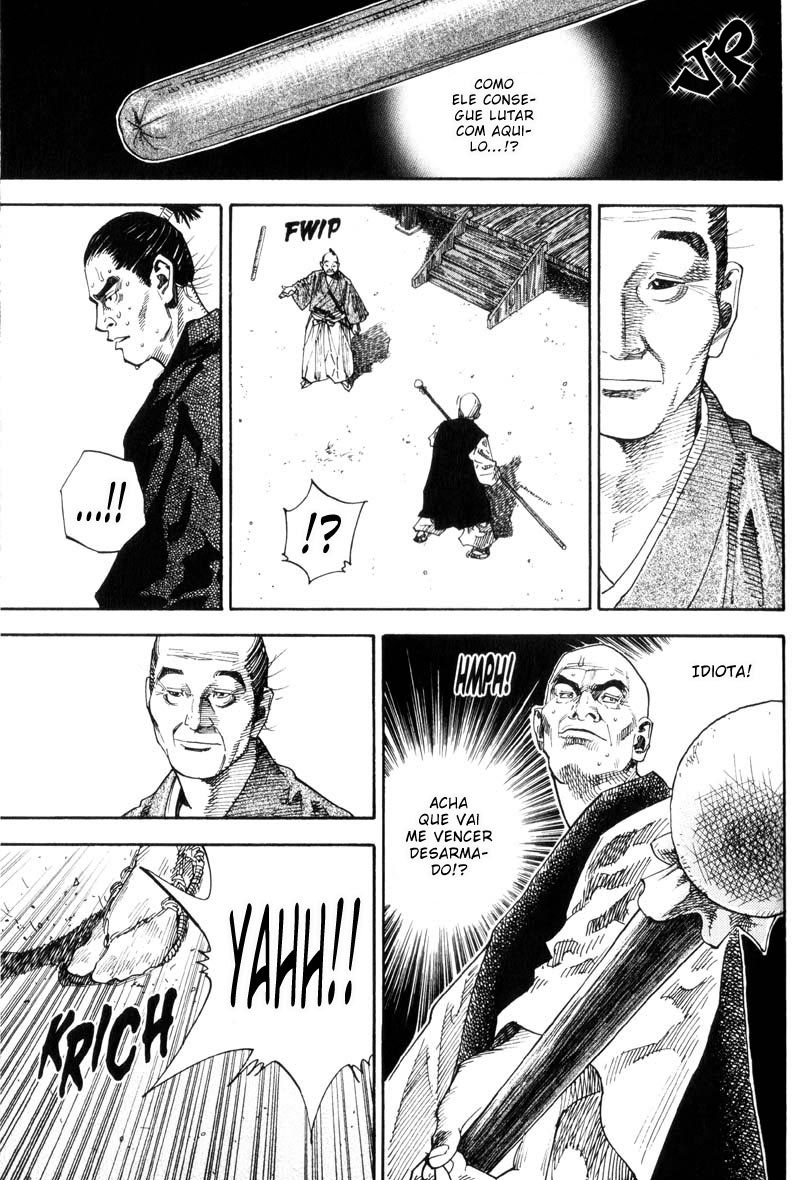 VP
COMO
ELE CONSE-
GUE LUTAR
COM AQUI-
LO...!?
FWIP
!?
...!!
IDIOTA!
HMPH!
ACHA
QUE VAI
ME VENCER
DESARMA-
DO!?
YAHH!!
KRICH